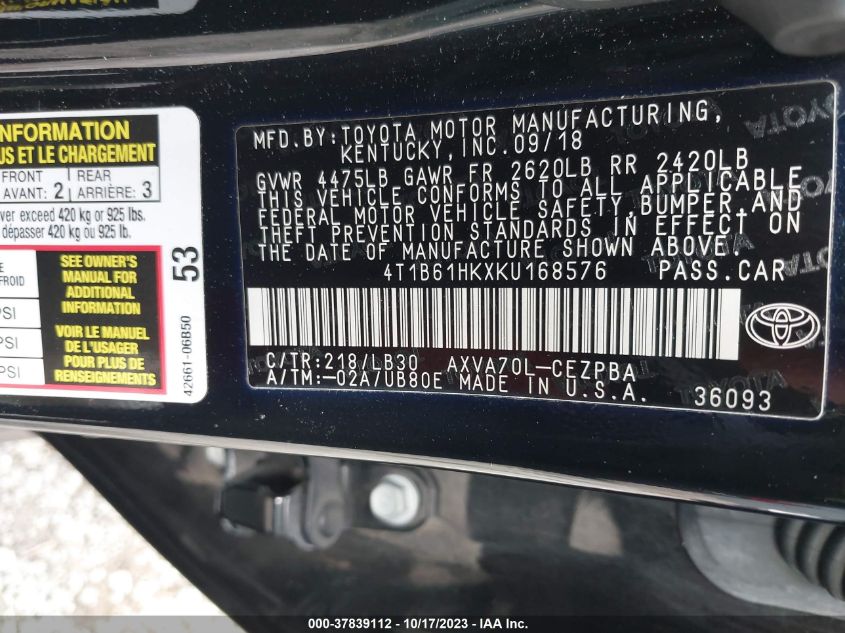 INFORMATION
US ET LE CHARGEMENT
FRONT
AVANT: 2
REAR
ARRIÈRE: 3
ver exceed 420 kg or 925 lbs.
dépasser 420 kg ou 925 lb.
SEE OWNER'S
MANUAL FOR
ADDITIONAL
INFORMATION
VOIR LE MANUEL
DE L'USAGER
POUR PLUS DE
RENSEIGNEMENTS
FROID
PSI
PSI
53
42661-06B50
MFD.BY:TOYOTA MOTOR MANUFACTURING,
KENTUCKY, INC.09/18
GVWR 4475LB GAWR FR 2620LB RR 2420LB
THIS VEHICLE CONFORMS TO ALL APPLICABLE
FEDERAL MOTOR VEHICLE SAFETY,BUMPER,AND
THEFT PREVENTION STANDARDS IN EFFECT ON
THE DATE OF MANUFACTURE SHOWN ABOVE.
4T1B61HKXKU168576 PASS.CAR
C/TR:218/LB30 AXVA70L-CEZPBA
A/TM:-02A/UB80E MADE IN U.S.A. 36093
000-37839112 - 10/17/2023 - IAA Inc.